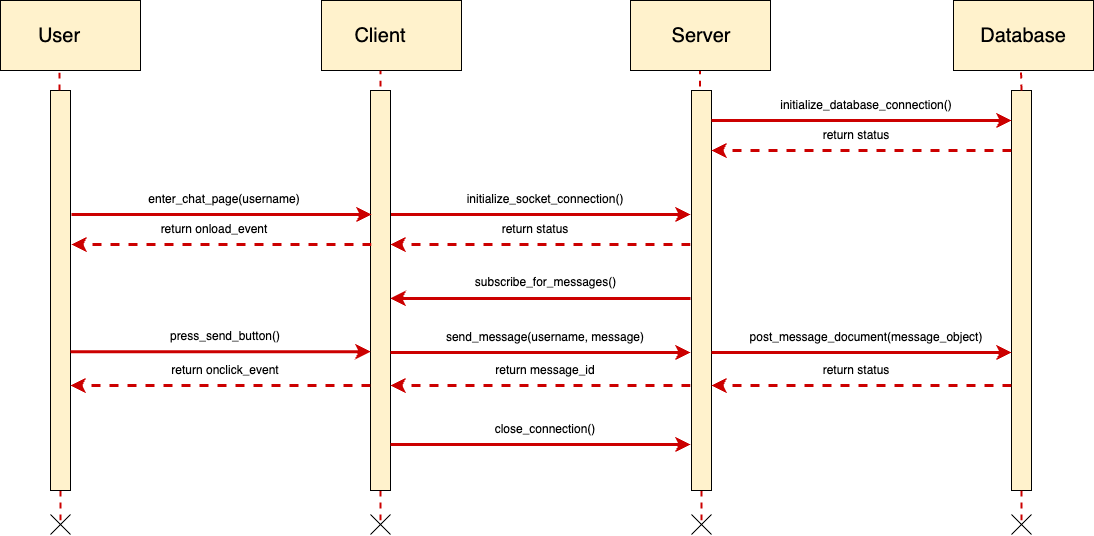 User
Client
Server
Database
initialize_database_connection()
return status
enter_chat_page(username)
initialize_socket_connection()
return onload_event
return status
subscribe_for_messages()
press_send_button()
send_message(username, message)
post_message_document(message_object)
return onclick_event
return message_id
return status
close_connection()